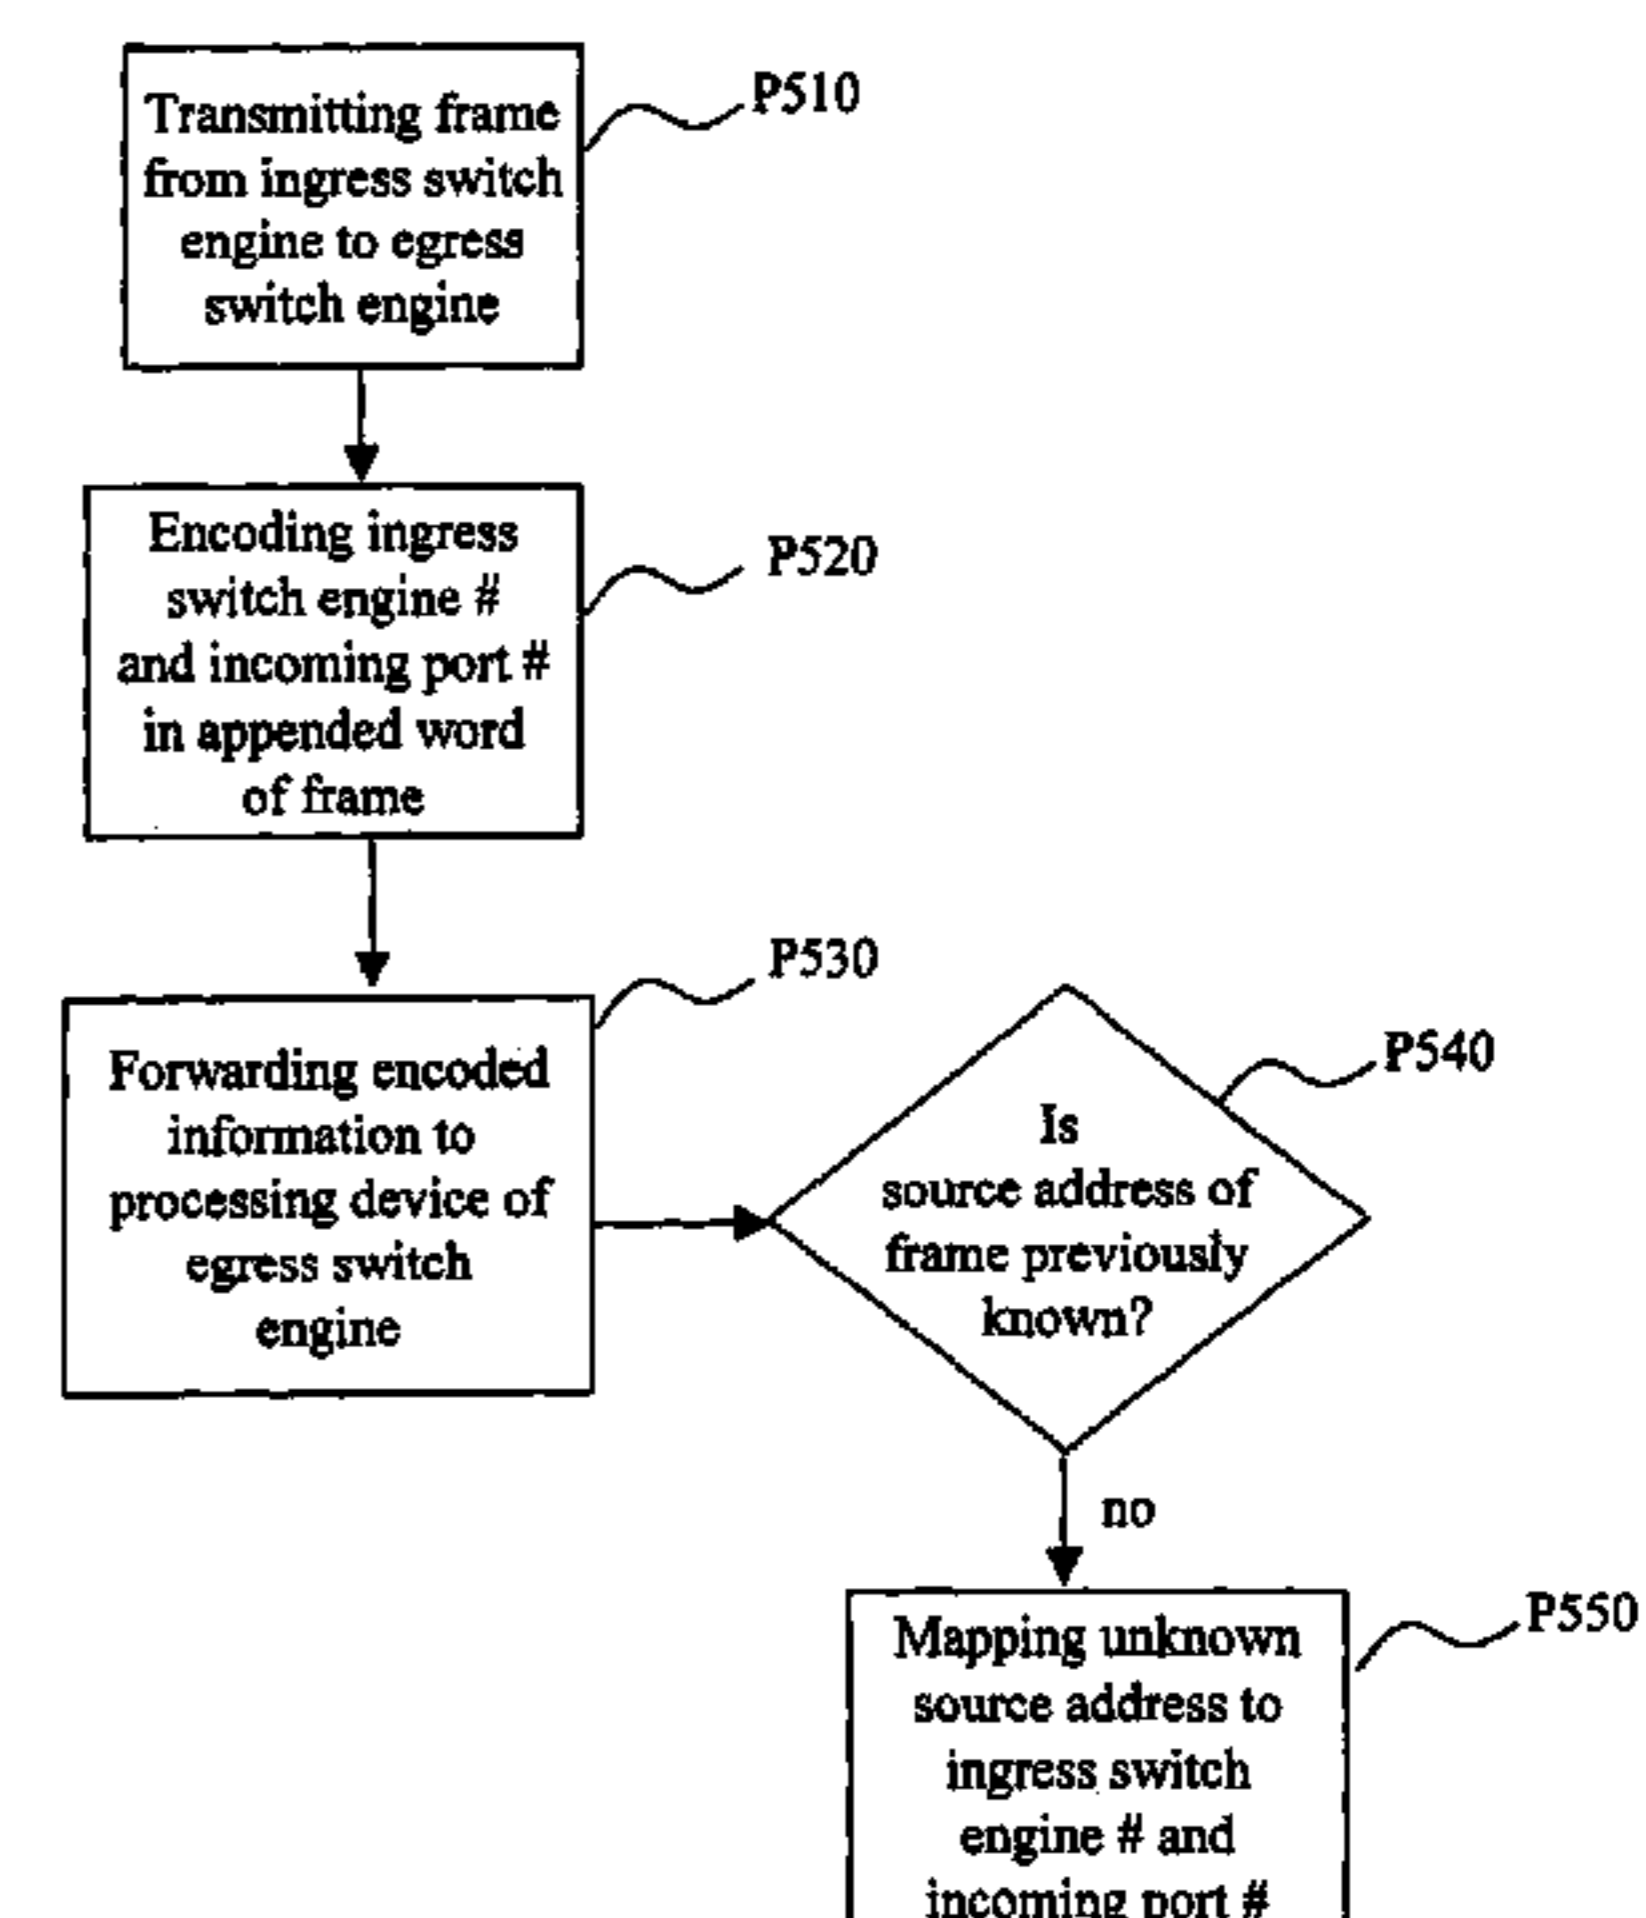 Transmitting frame
from ingress switch
engine to egress
switch engine
P510
Encoding ingress
switch engine #
and incoming port #
in appended word
of frame
P520
Forwarding encoded
information to
processing device of
egress switch
engine
P530
Is
source address of
frame previously
known?
P540
no
Mapping unknown
source address to
ingress switch
engine # and
incoming port #
P550